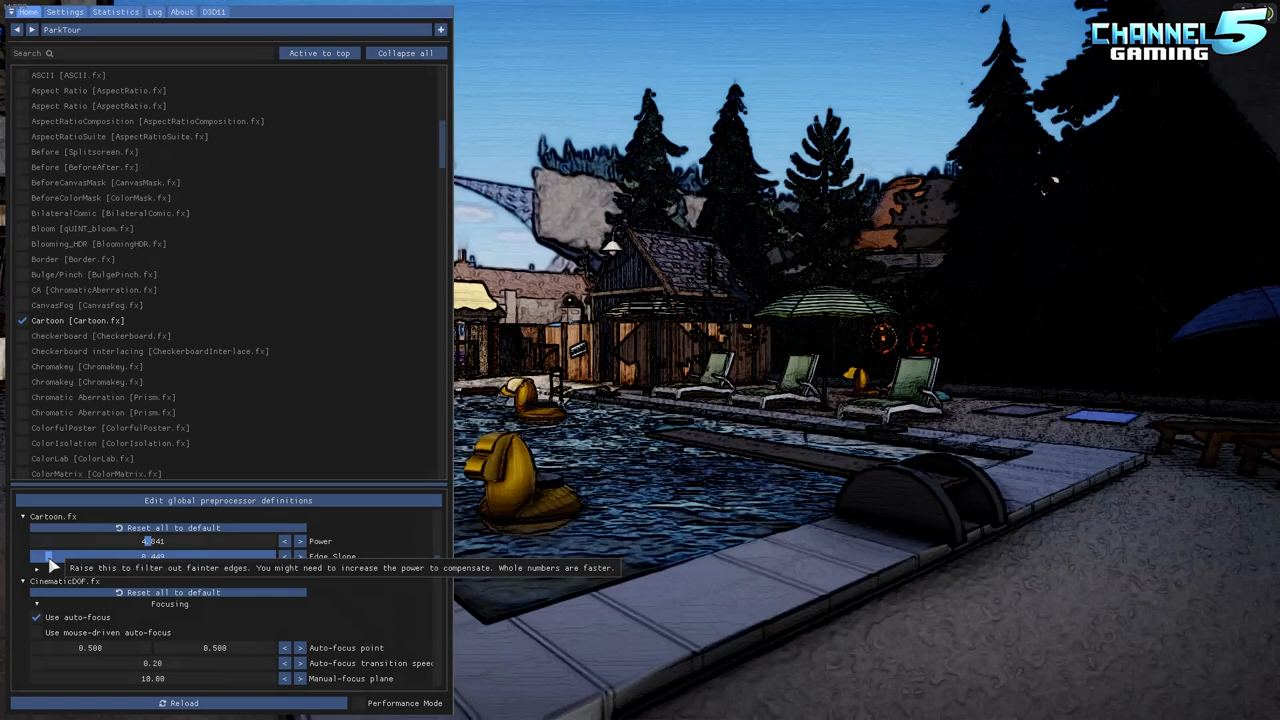 Home Settings Statistics Log About D3D11
ParkTour
Search Active to top Collapse all
ASCII [ASCII.fx]
Aspect Ratio [AspectRatio.fx]
Aspect Ratio [AspectRatio.fx]
AspectRatioComposition [AspectRatioComposition.fx]
AspectRatioSuite [AspectRatioSuite.fx]
Before [Splitscreen.fx]
Before [BeforeAfter.fx]
BeforeCanvasMask [CanvasMask.fx]
BeforeColorMask [ColorMask.fx]
BilateralComic [BilateralComic.fx]
Bloom [qUINT_bloom.fx]
Blooming_HDR [BloomingHDR.fx]
Border [Border.fx]
Bulge/Pinch [BulgePinch.fx]
CA [ChromaticAberration.fx]
CanvasFog [CanvasFog.fx]
Cartoon [Cartoon.fx]
Checkerboard [Checkerboard.fx]
Checkerboard interlacing [CheckerboardInterlace.fx]
Chromakey [Chromakey.fx]
Chromakey [Chromakey.fx]
Chromatic Aberration [Prism.fx]
Chromatic Aberration [Prism.fx]
ColorfulPoster [ColorfulPoster.fx]
ColorIsolation [ColorIsolation.fx]
ColorLab [ColorLab.fx]
ColorMatrix [ColorMatrix.fx]
Edit global preprocessor definitions
Cartoon.fx
Reset all to default
< > Power
0.449 Edge Slope
Raise this to filter out fainter edges. You might need to increase the power to compensate. Whole numbers are faster.
CinematicDOF.fx
Reset all to default
Focusing
Use auto-focus
Use mouse-driven auto-focus
0.500 0.500 < > Auto-focus point
0.20 < > Auto-focus transition spee
10.00 < > Manual-focus plane
Reload Performance Mode
CHANNEL 5
GAMING